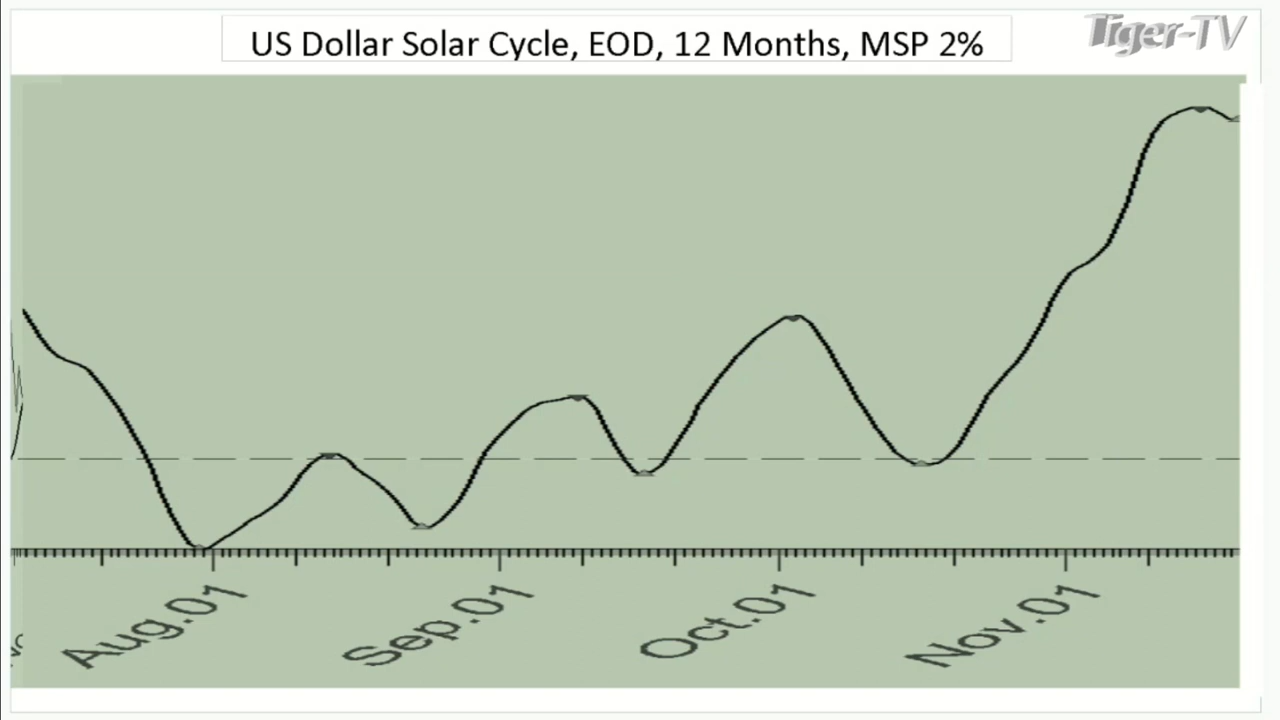 US Dollar Solar Cycle, EOD, 12 Months, MSP 2%
Tiger-TV
Aug.01
Sep.01
Oct.01
Nov.01